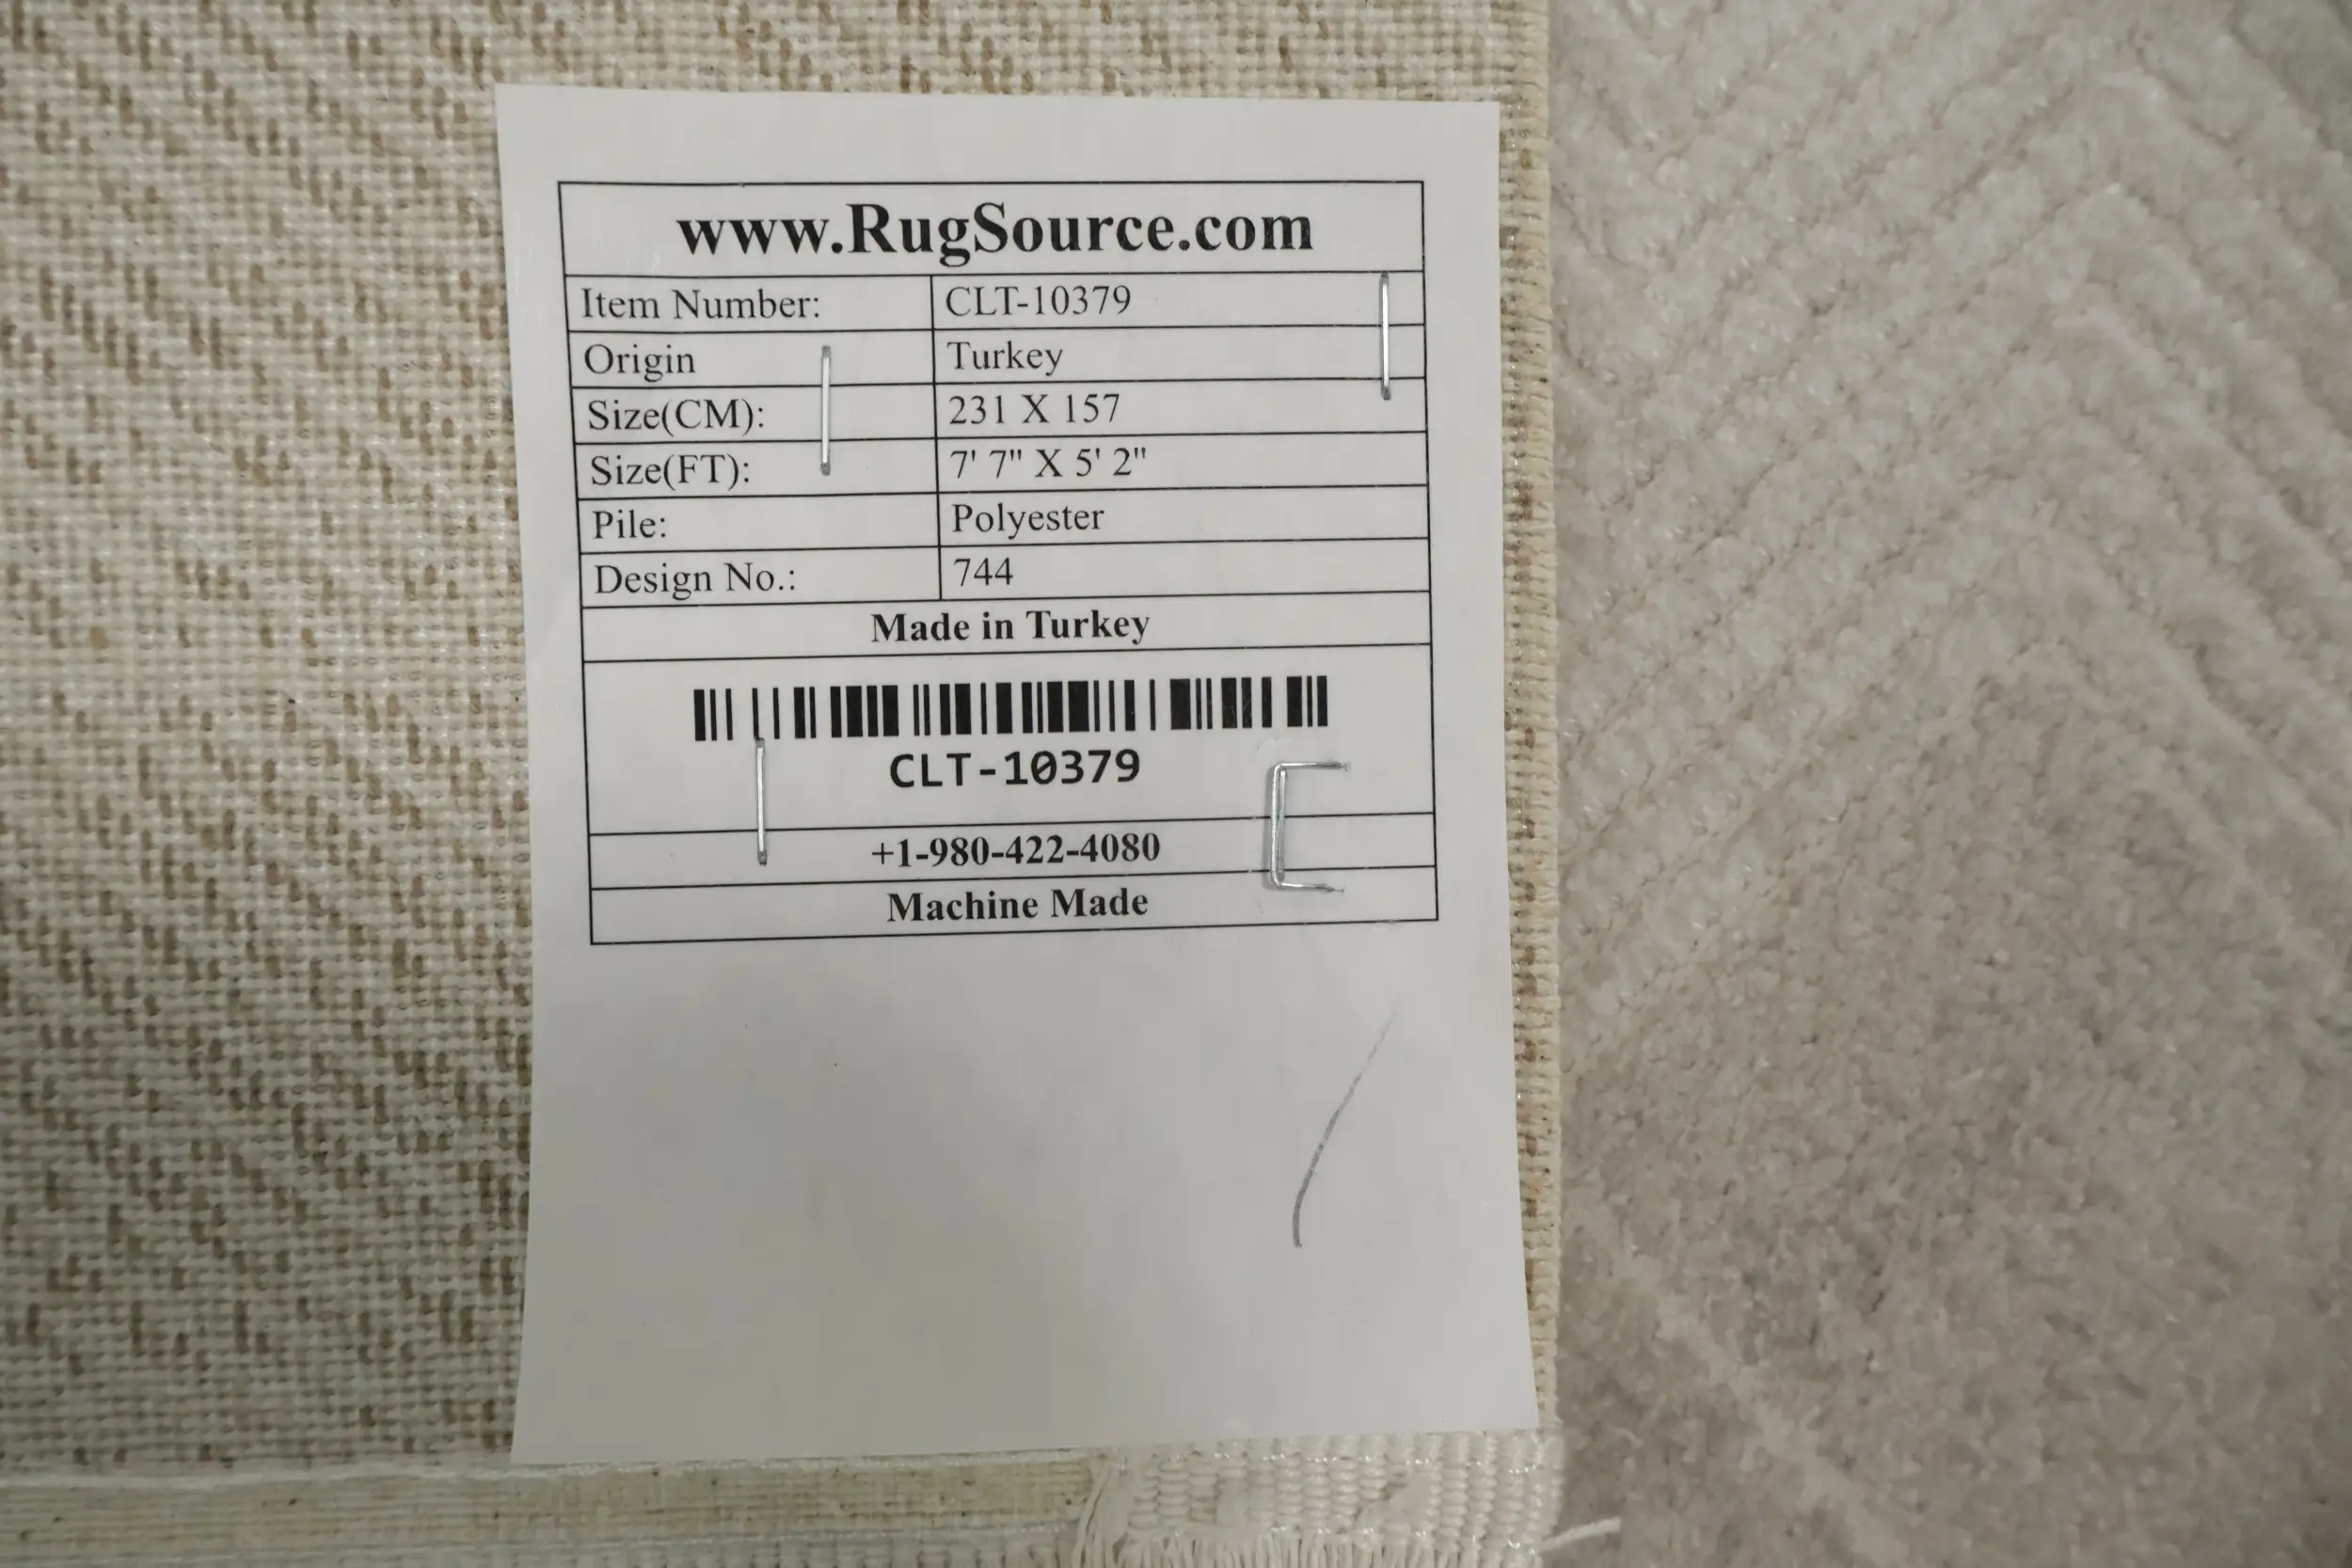 www.RugSource.com
Item Number: CLT-10379
Origin Turkey
Size(CM): 231 X 157
Size(FT): 7' 7" X 5' 2"
Pile: Polyester
Design No.: 744
Made in Turkey
CLT-10379
+1-980-422-4080
Machine Made